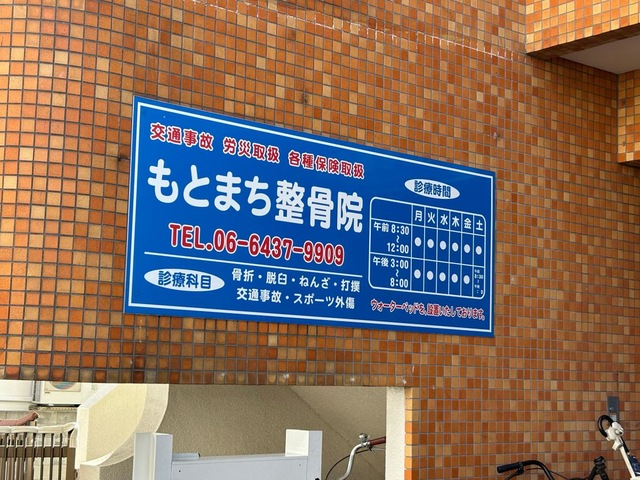 交通事故 労災取扱 各種保険取扱
もとまち整骨院
TEL.06-6437-9909
診療科目
骨折・脱臼・ねんざ・打撲
交通事故・スポーツ外傷
診療時間
月 火 水 木 金 土
午前 8:30 ~ 12:00 ● ● ● ● ● ●
午後 3:00 ~ 8:00 ● ● ● ● ●
ウォーターベッドを、設置いたしております。